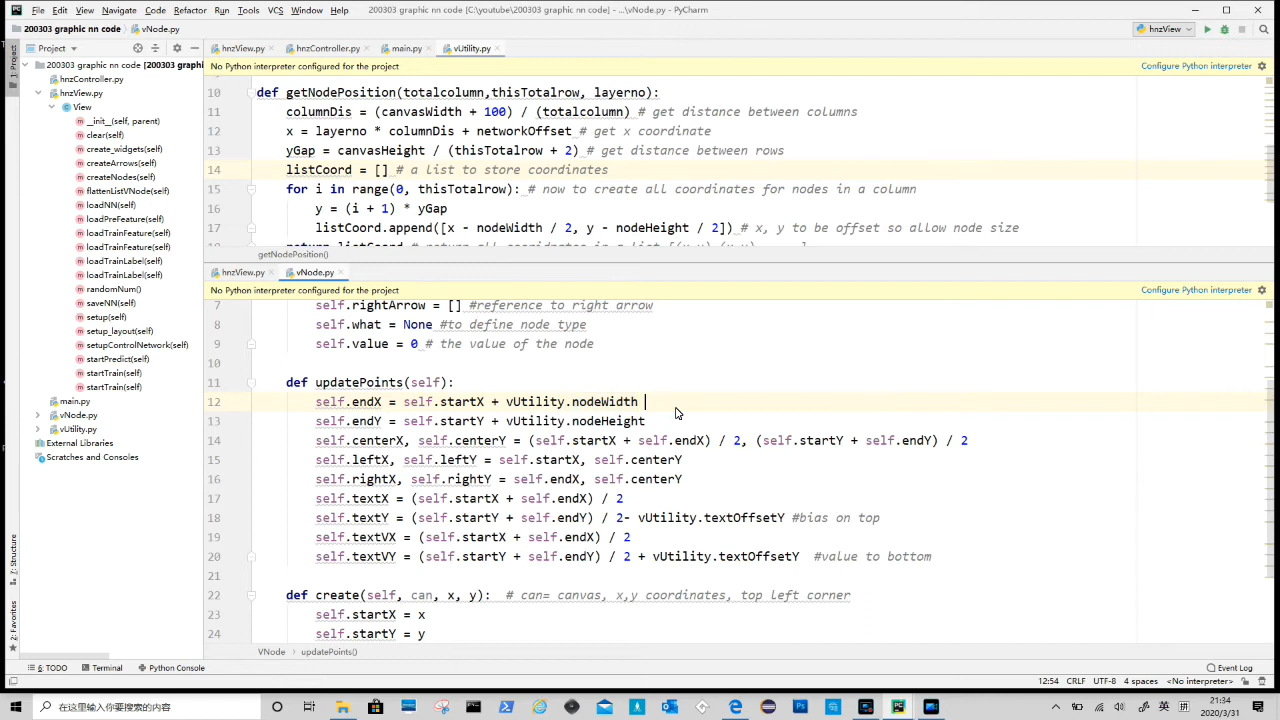 File Edit View Navigate Code Refactor Run Tools VCS Window Help 200303 graphic nn code [C:\youtube\200303 graphic nn code] - ...\vNode.py - PyCharm
200303 graphic nn code vNode.py hnzView
Project
hnzView.py hnzController.py main.py vUtility.py
1: Project
200303 graphic nn code [200303 graphi
hnzController.py
hnzView.py
View
__init__(self, parent)
clear(self)
create_widgets(self)
createArrows(self)
createNodes(self)
flattenListVNode(self)
loadNN(self)
loadPreFeature(self)
loadTrainFeature(self)
loadTrainFeature(self)
loadTrainLabel(self)
loadTrainLabel(self)
randomNum()
saveNN(self)
setup(self)
setup_layout(self)
setupControlNetwork(self)
startPredict(self)
startTrain(self)
startTrain(self)
main.py
vNode.py
vUtility.py
External Libraries
Scratches and Consoles
7: Structure
2: Favorites
No Python interpreter configured for the project Configure Python interpreter
10 def getNodePosition(totalcolumn,thisTotalrow, layerno):
11 columnDis = (canvasWidth + 100) / (totalcolumn) # get distance between columns
12 x = layerno * columnDis + networkOffset # get x coordinate
13 yGap = canvasHeight / (thisTotalrow + 2) # get distance between rows
14 listCoord = [] # a list to store coordinates
15 for i in range(0, thisTotalrow): # now to create all coordinates for nodes in a column
16 y = (i + 1) * yGap
17 listCoord.append([x - nodeWidth / 2, y - nodeHeight / 2]) # x, y to be offset so allow node size
getNodePosition()
hnzView.py vNode.py
No Python interpreter configured for the project Configure Python interpreter
7 self.rightArrow = [] #reference to right arrow
8 self.what = None #to define node type
9 self.value = 0 # the value of the node
10
11 def updatePoints(self):
12 self.endX = self.startX + vUtility.nodeWidth
13 self.endY = self.startY + vUtility.nodeHeight
14 self.centerX, self.centerY = (self.startX + self.endX) / 2, (self.startY + self.endY) / 2
15 self.leftX, self.leftY = self.startX, self.centerY
16 self.rightX, self.rightY = self.endX, self.centerY
17 self.textX = (self.startX + self.endX) / 2
18 self.textY = (self.startY + self.endY) / 2- vUtility.textOffsetY #bias on top
19 self.textVX = (self.startX + self.endX) / 2
20 self.textVY = (self.startY + self.endY) / 2 + vUtility.textOffsetY #value to bottom
21
22 def create(self, can, x, y): # can= canvas, x,y coordinates, top left corner
23 self.startX = x
24 self.startY = y
VNode updatePoints()
6: TODO Terminal Python Console Event Log
12:54 CRLF UTF-8 4 spaces <No interpreter>
在这里输入你要搜索的内容 英 拼 21:34
2020/3/31